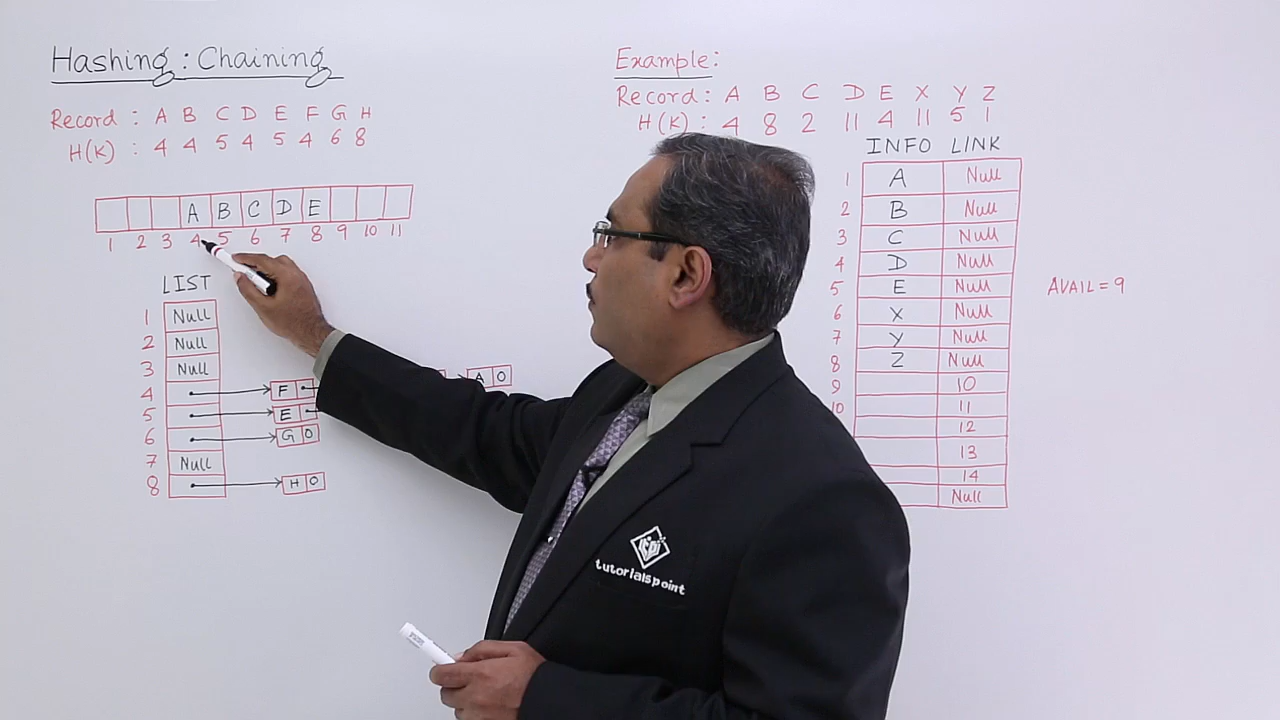 Hashing : Chaining
Record : A B C D E F G H
H(K) : 4 4 5 4 5 4 6 8
A B C D E
1 2 3 4 5 6 7 8 9 10 11
LIST
1 Null
2 Null
3 Null
4 F A 0
5 E
6 G 0
7 Null
8 H 0
Example:
Record : A B C D E X Y Z
H(K) : 4 8 2 11 4 11 5 1
INFO LINK
1 A Null
2 B Null
3 C Null
4 D Null
5 E Null
6 X Null
7 Y Null
8 Z Null
9 10
10 11
12
13
14
Null
AVAIL = 9
tutorialspoint